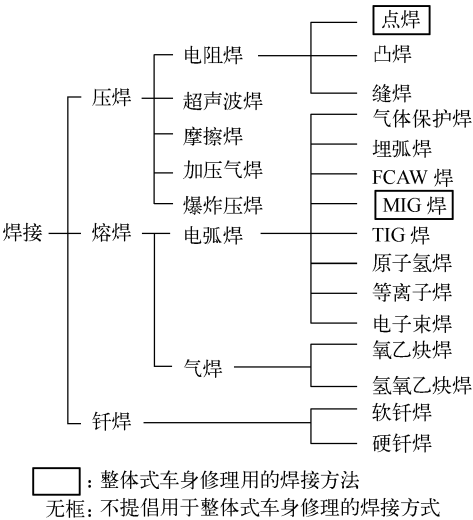 点焊
电阻焊
凸焊
压焊
超声波焊
缝焊
摩擦焊
气体保护焊
加压气焊
埋弧焊
爆炸压焊
FCAW 焊
MIG 焊
焊接
熔焊
电弧焊
TIG 焊
原子氢焊
等离子焊
电子束焊
气焊
氧乙炔焊
氢氧乙炔焊
钎焊
软钎焊
硬钎焊
：整体式车身修理用的焊接方法
无框：不提倡用于整体式车身修理的焊接方式